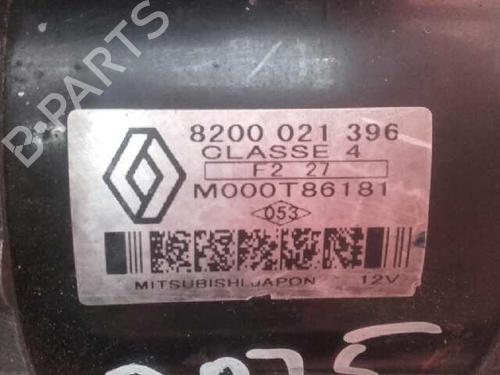 B-PARTS
8200 021 396
CLASSE 4
F2 27
M000T86181
053
MITSUBISHI.JAPON 12V